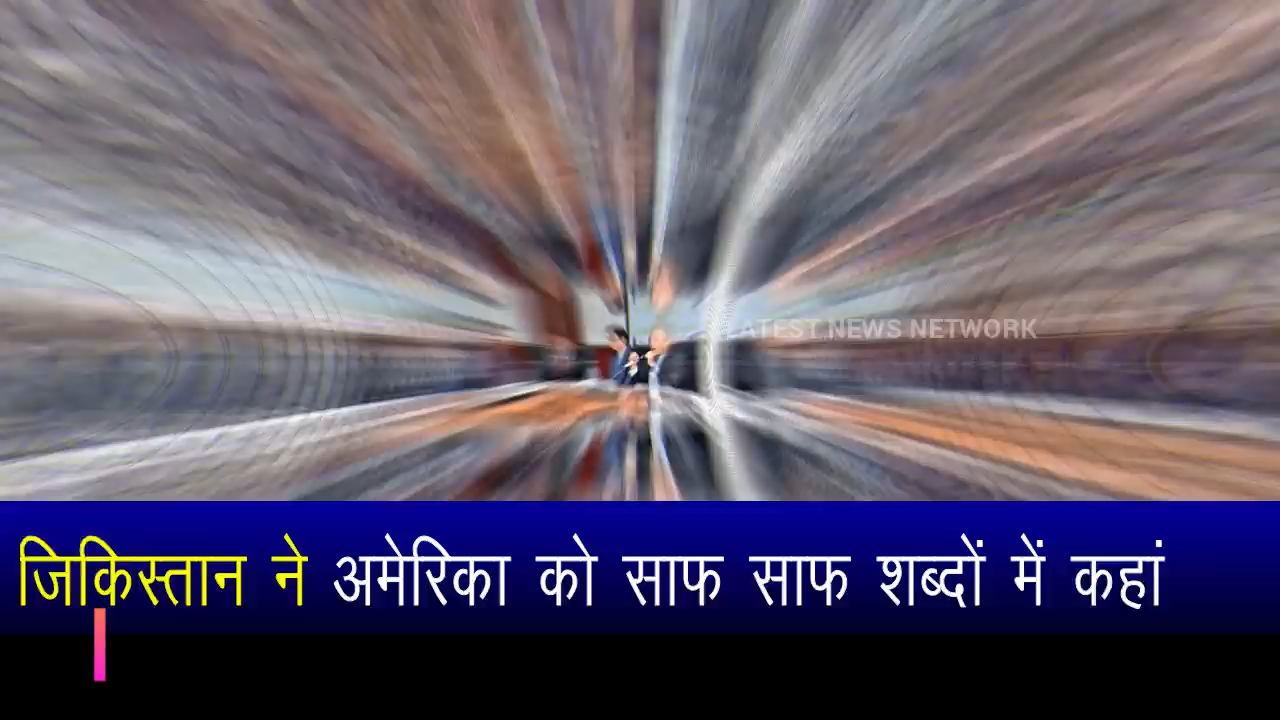 LATEST NEWS NETWORK
जिकिस्तान ने अमेरिका को साफ साफ शब्दों में कहां